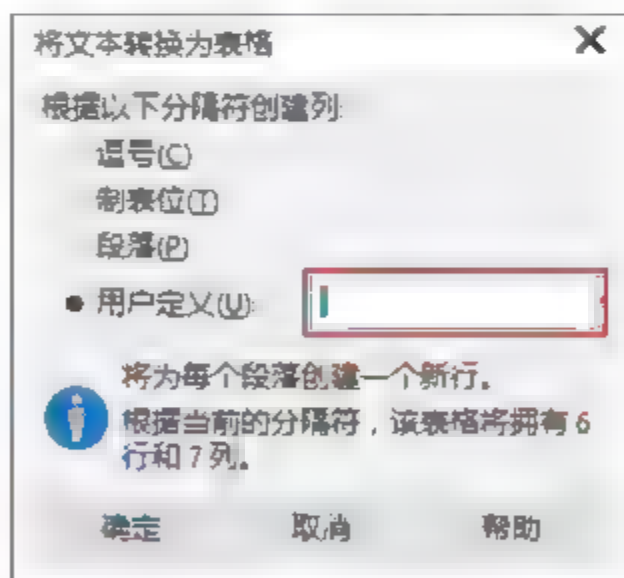 将文本转换为表格
根据以下分隔符创建列:
逗号(C)
制表位(T)
段落(P)
用户定义(U):
将为每个段落创建一个新行。
根据当前的分隔符，该表格将拥有6
行和7列。
确定 取消 帮助